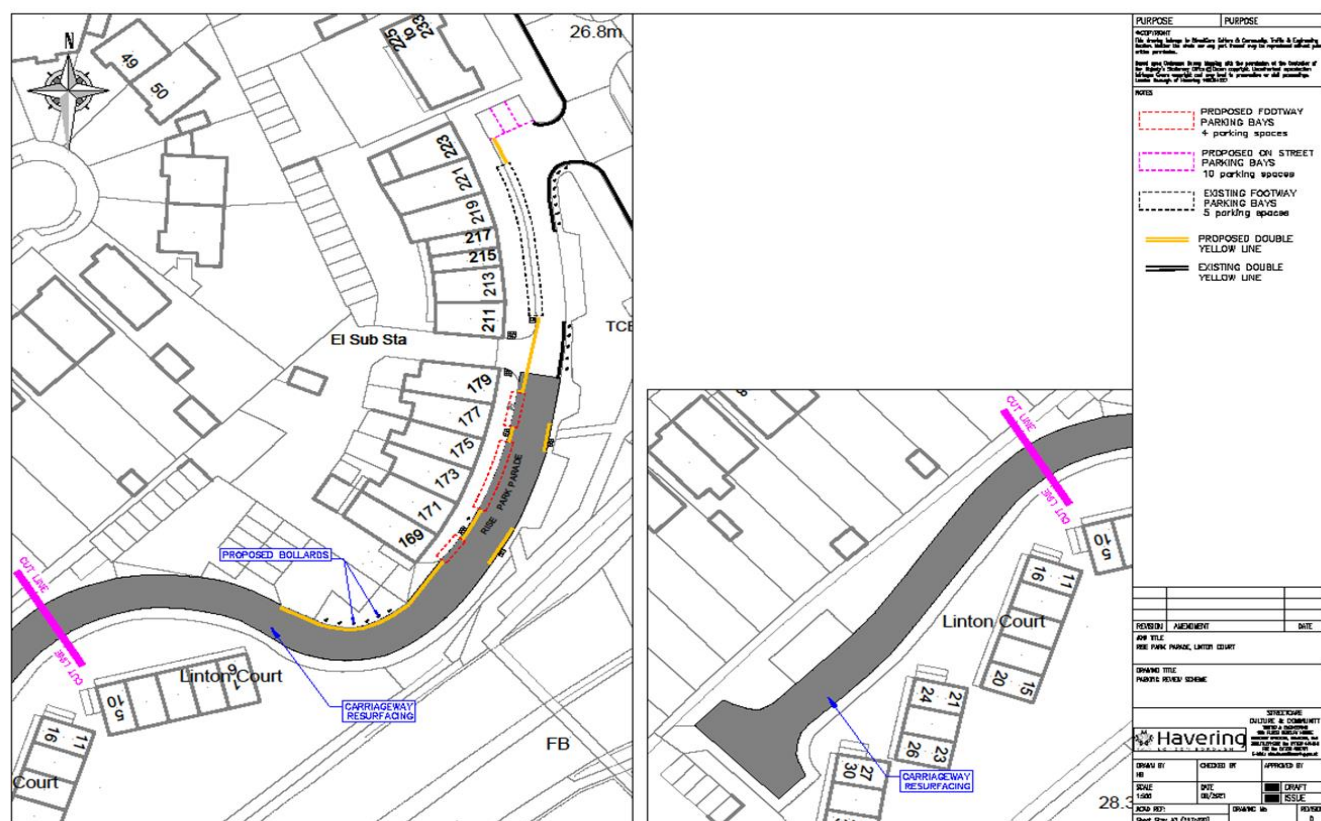 N
49
50
225
to
233
26.8m
223
221
219
217
215
213
211
El Sub Sta
TCB
179
177
175
173
171
169
RISE PARK PARADE
PROPOSED BOLLARDS
CUT LINE
CUT LINE
Linton Court
CARRIAGEWAY
RESURFACING
5
10
6
7
11
16
Court
FB
CUT LINE
CUT LINE
5
10
11
16
Linton Court
15
20
21
24
23
26
27
30
CARRIAGEWAY
RESURFACING
28.3
PURPOSE
PURPOSE
©COPYRIGHT
NOTES
PROPOSED FOOTWAY
PARKING BAYS
4 parking spaces
PROPOSED ON STREET
PARKING BAYS
10 parking spaces
EXISTING FOOTWAY
PARKING BAYS
5 parking spaces
PROPOSED DOUBLE
YELLOW LINE
EXISTING DOUBLE
YELLOW LINE
REVISION AMENDMENT DATE
RISE PARK PARADE, LINTON COURT
DRAWING TITLE
PARKING REVIEW SCHEME
STREETCARE
CULTURE & COMMUNITY
Havering
LONDON BOROUGH
DRAWN BY
CHECKED BY
APPROVED BY
SCALE
DATE
DRAFT
ISSUE
DRAWING No